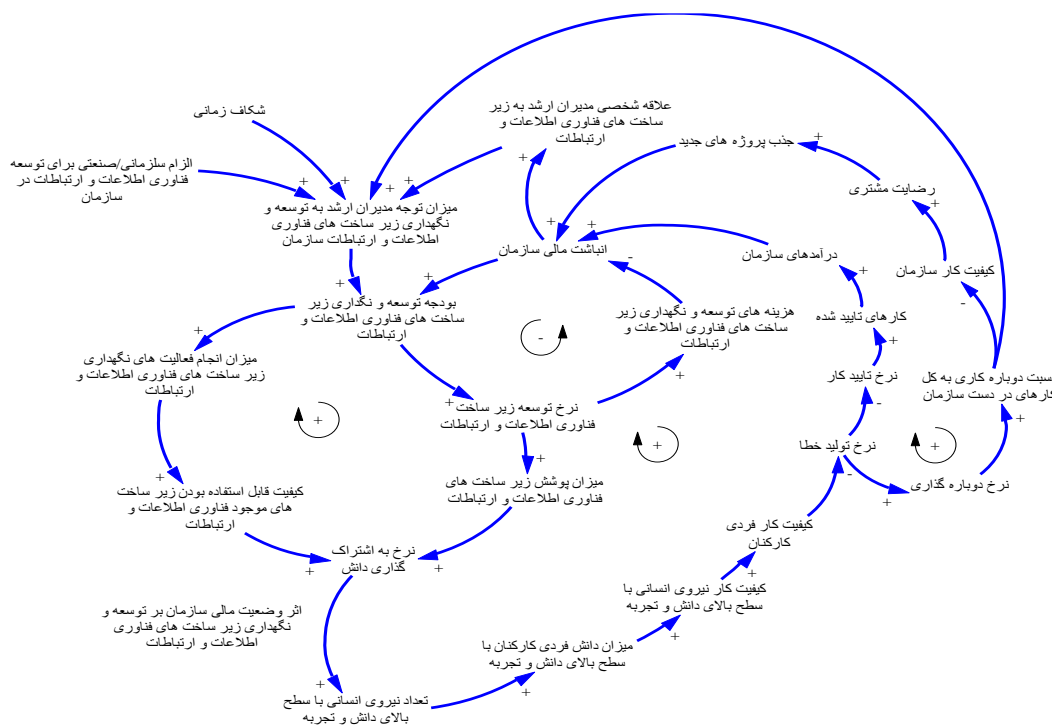 شکاف زمانی
علاقه شخصی مدیران ارشد به زیر
ساخت های فناوری اطلاعات و
ارتباطات
جذب پروژه های جدید
الزام سلزمانی/صنعتی برای توسعه
فناوری اطلاعات و ارتباطات در
سازمان
رضایت مشتری
میزان توجه مدیران ارشد به توسعه و
نگهداری زیر ساخت های فناوری
اطلاعات و ارتباطات سازمان
انباشت مالی سازمان
درآمدهای سازمان
کیفیت کار سازمان
بودجه توسعه و نگداری زیر
ساخت های فناوری اطلاعات و
ارتباطات
هزینه های توسعه و نگهداری زیر
ساخت های فناوری اطلاعات و
ارتباطات
کارهای تایید شده
میزان انجام فعالیت های نگهداری
زیر ساخت های فناوری اطلاعات و
ارتباطات
نرخ تایید کار
سبت دوباره کاری به کل
کارهای در دست سازمان
نرخ توسعه زیر ساخت
فناوری اطلاعات و ارتباطات
نرخ تولید خطا
نرخ دوباره گذاری
کیفیت قابل استفاده بودن زیر ساخت
های موجود فناوری اطلاعات و
ارتباطات
میزان پوشش زیر ساخت های
فناوری اطلاعات و ارتباطات
کیفیت کار فردی
کارکنان
نرخ به اشتراک
گذاری دانش
کیفیت کار نیروی انسانی با
سطح بالای دانش و تجربه
اثر وضعیت مالی سازمان بر توسعه و
نگهداری زیر ساخت های فناوری
اطلاعات و ارتباطات
میزان دانش فردی کارکنان با
سطح بالای دانش و تجربه
تعداد نیروی انسانی با سطح
بالای دانش و تجربه